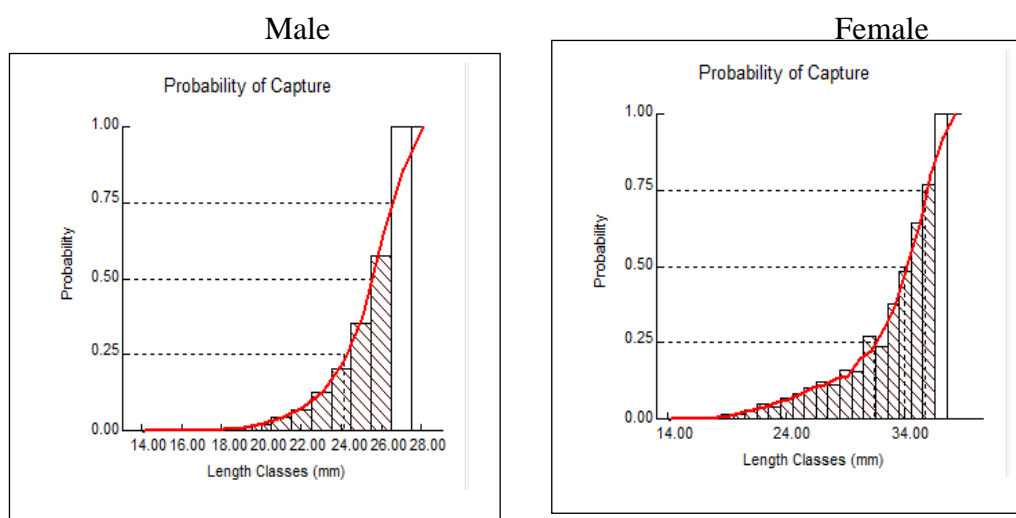 Male
Female
Probability of Capture
1.00
0.75
0.50
0.25
0.00
Probability
14.00 16.00 18.00 20.00 22.00 24.00 26.00 28.00
Length Classes (mm)
Probability of Capture
1.00
0.75
0.50
0.25
0.00
Probability
14.00 24.00 34.00
Length Classes (mm)